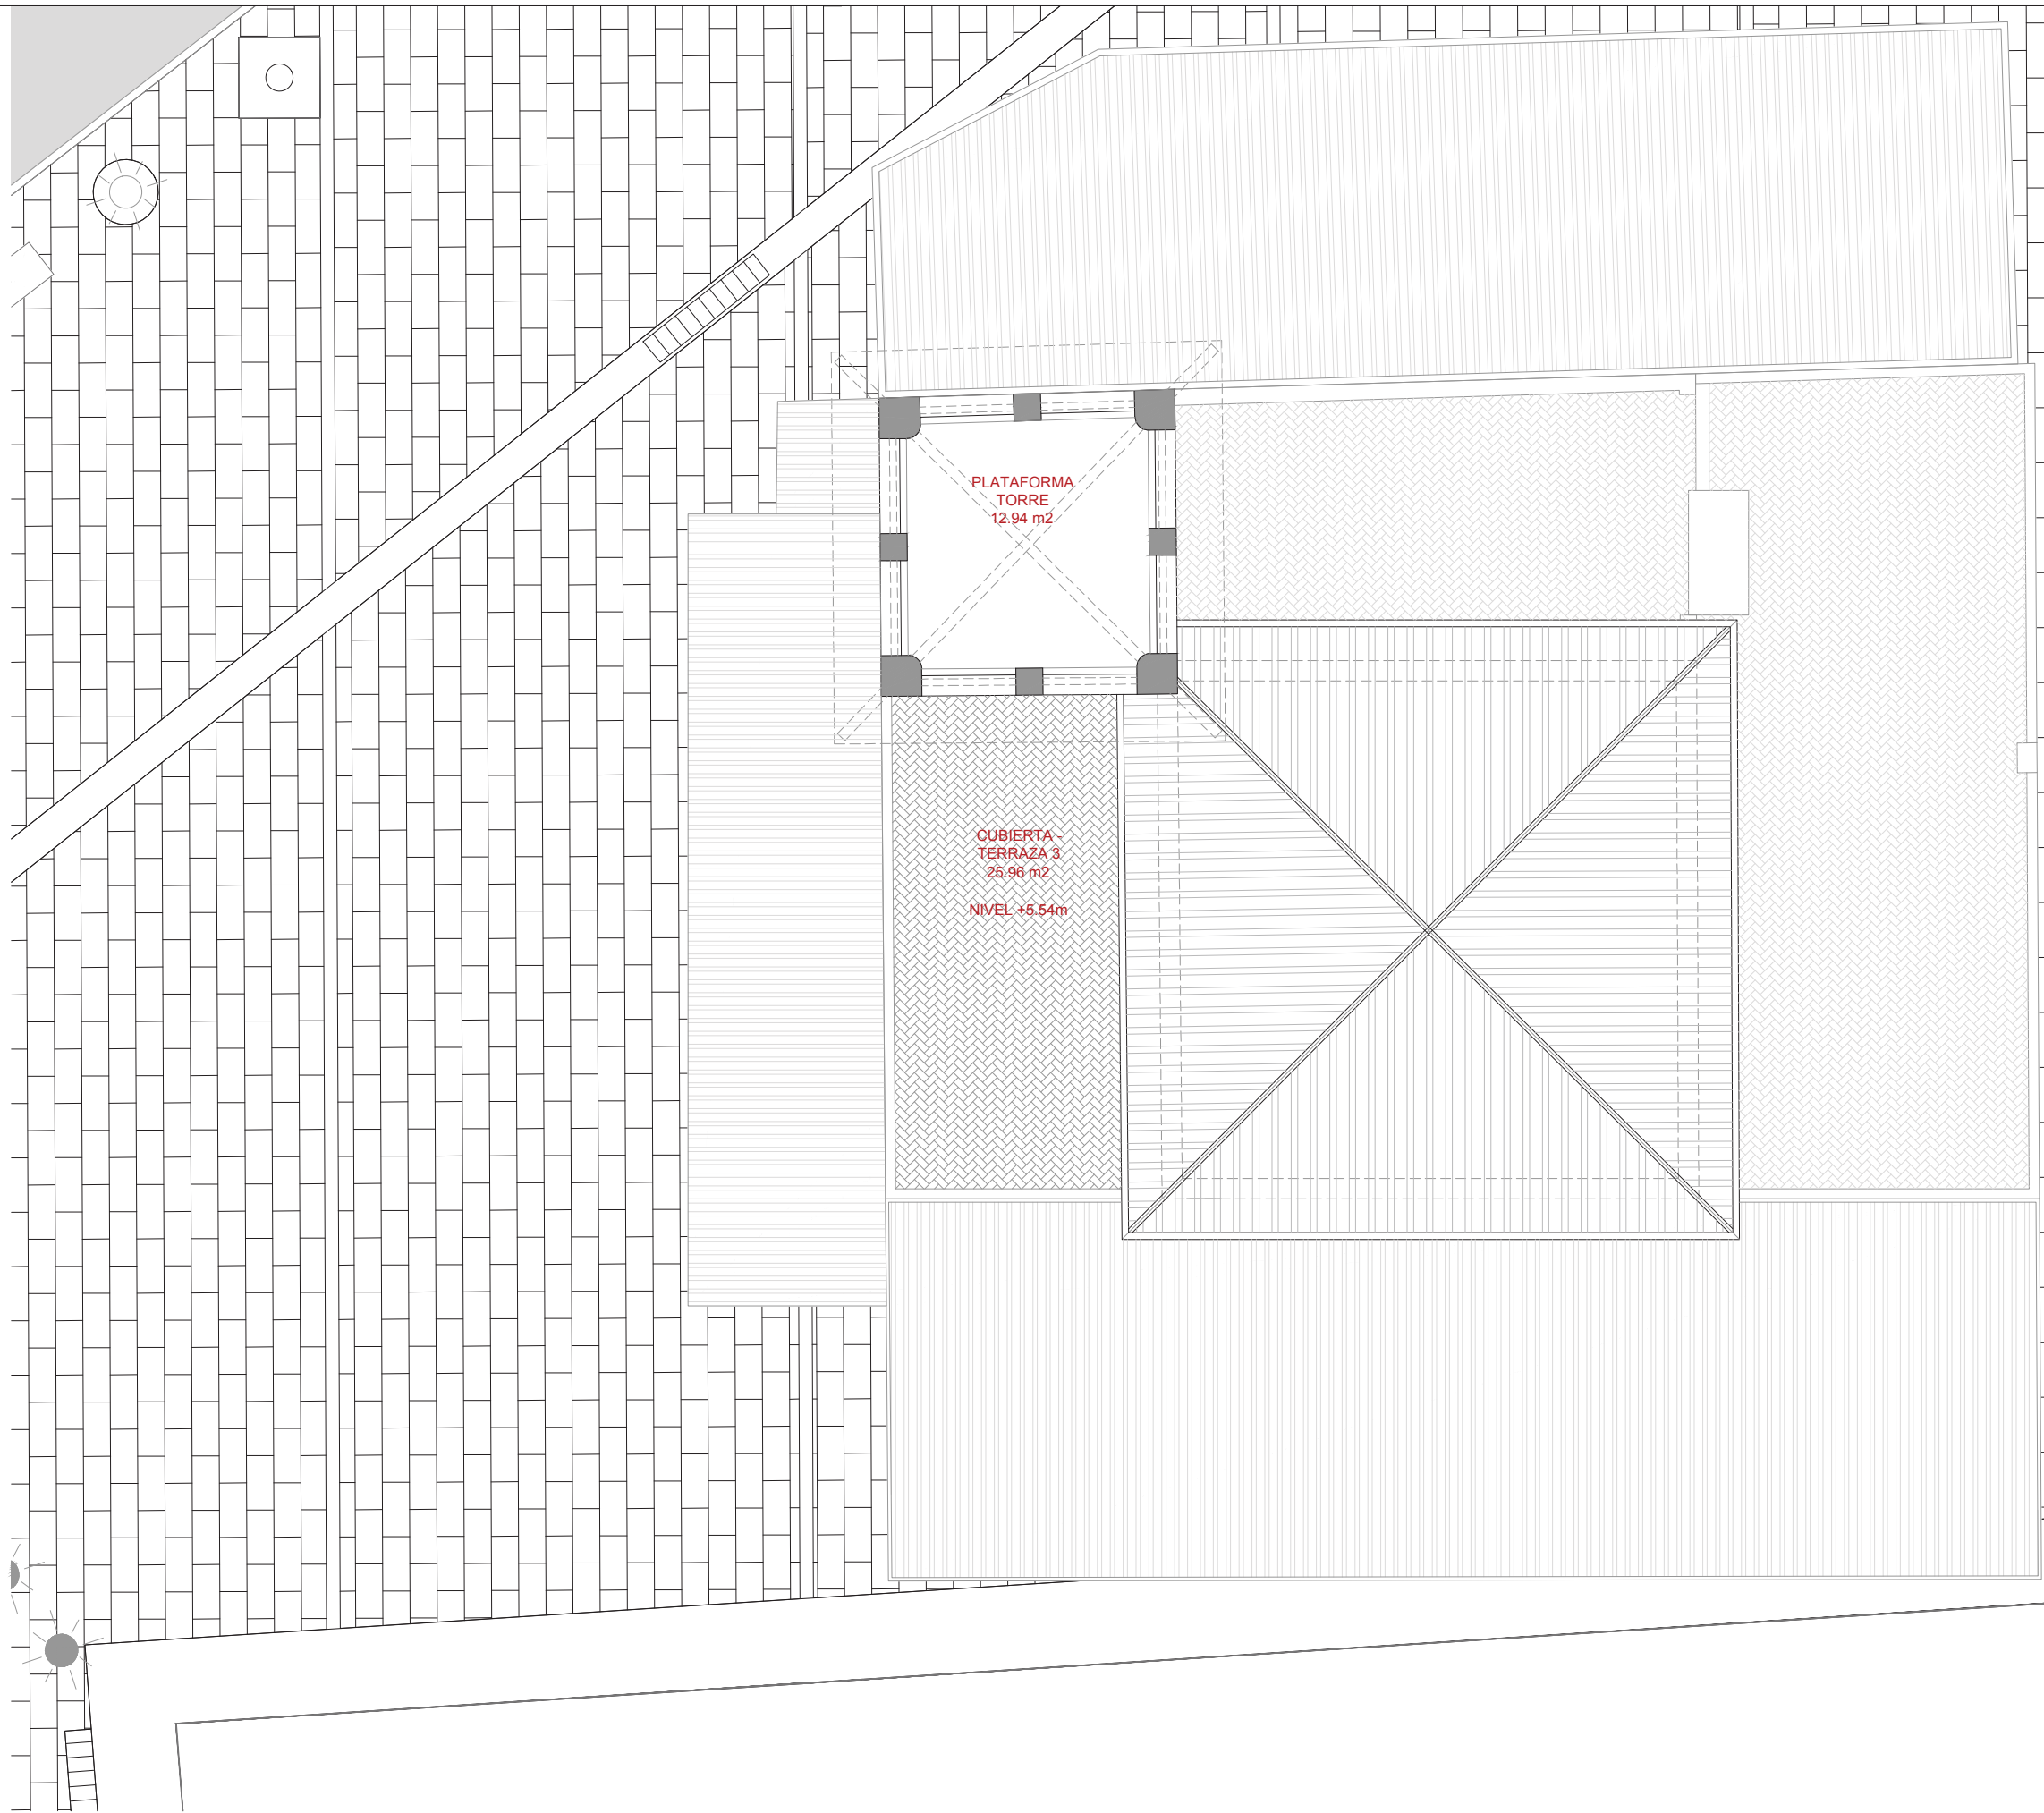 PLATAFORMA
TORRE
12.94 m2
CUBIERTA -
TERRAZA 3
25.96 m2
NIVEL +5.54m